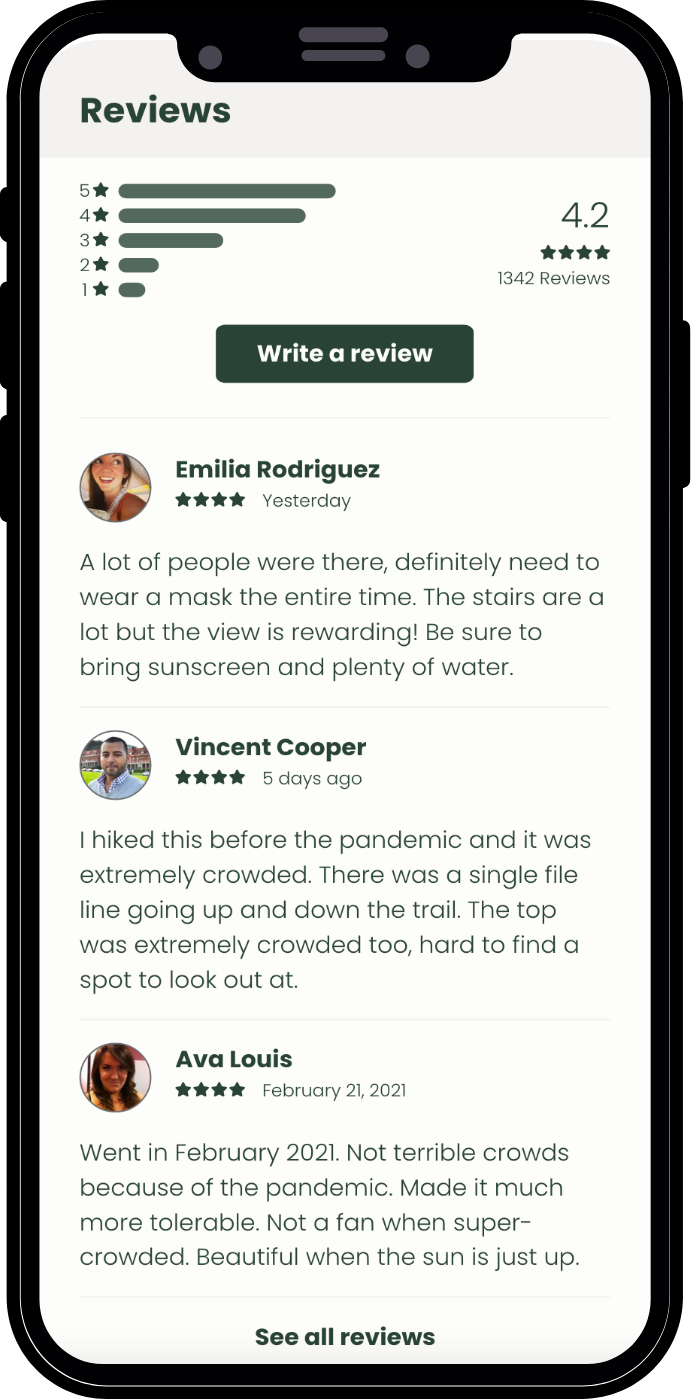 Reviews
5
4
3
2
1
4.2
1342 Reviews
Write a review
Emilia Rodriguez
Yesterday
A lot of people were there, definitely need to
wear a mask the entire time. The stairs are a
lot but the view is rewarding! Be sure to
bring sunscreen and plenty of water.
Vincent Cooper
5 days ago
I hiked this before the pandemic and it was
extremely crowded. There was a single file
line going up and down the trail. The top
was extremely crowded too, hard to find a
spot to look out at.
Ava Louis
February 21, 2021
Went in February 2021. Not terrible crowds
because of the pandemic. Made it much
more tolerable. Not a fan when super-
crowded. Beautiful when the sun is just up.
See all reviews